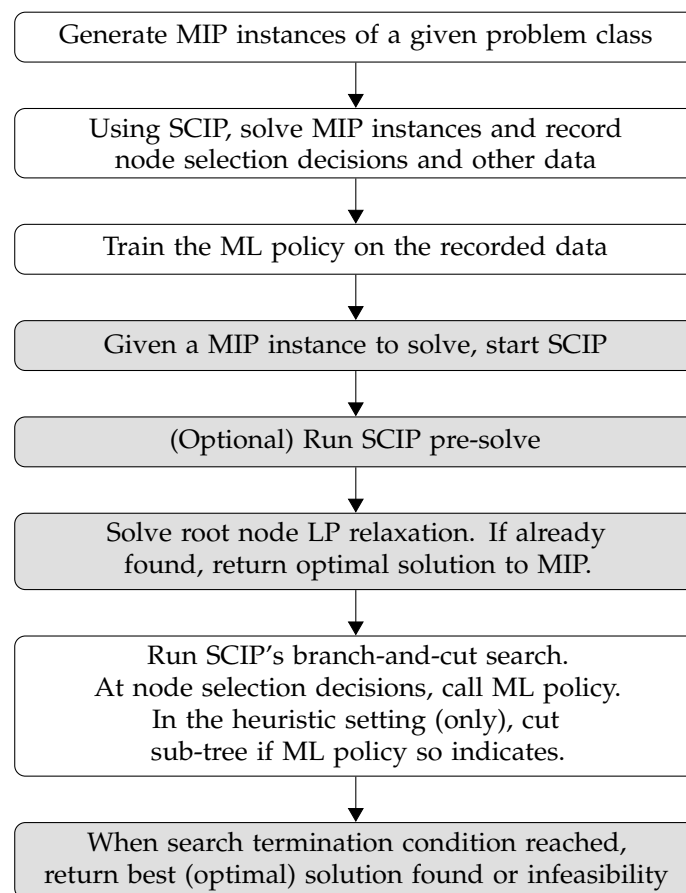 Generate MIP instances of a given problem class
Using SCIP, solve MIP instances and record
node selection decisions and other data
Train the ML policy on the recorded data
Given a MIP instance to solve, start SCIP
(Optional) Run SCIP pre-solve
Solve root node LP relaxation. If already
found, return optimal solution to MIP.
Run SCIP's branch-and-cut search.
At node selection decisions, call ML policy.
In the heuristic setting (only), cut
sub-tree if ML policy so indicates.
When search termination condition reached,
return best (optimal) solution found or infeasibility